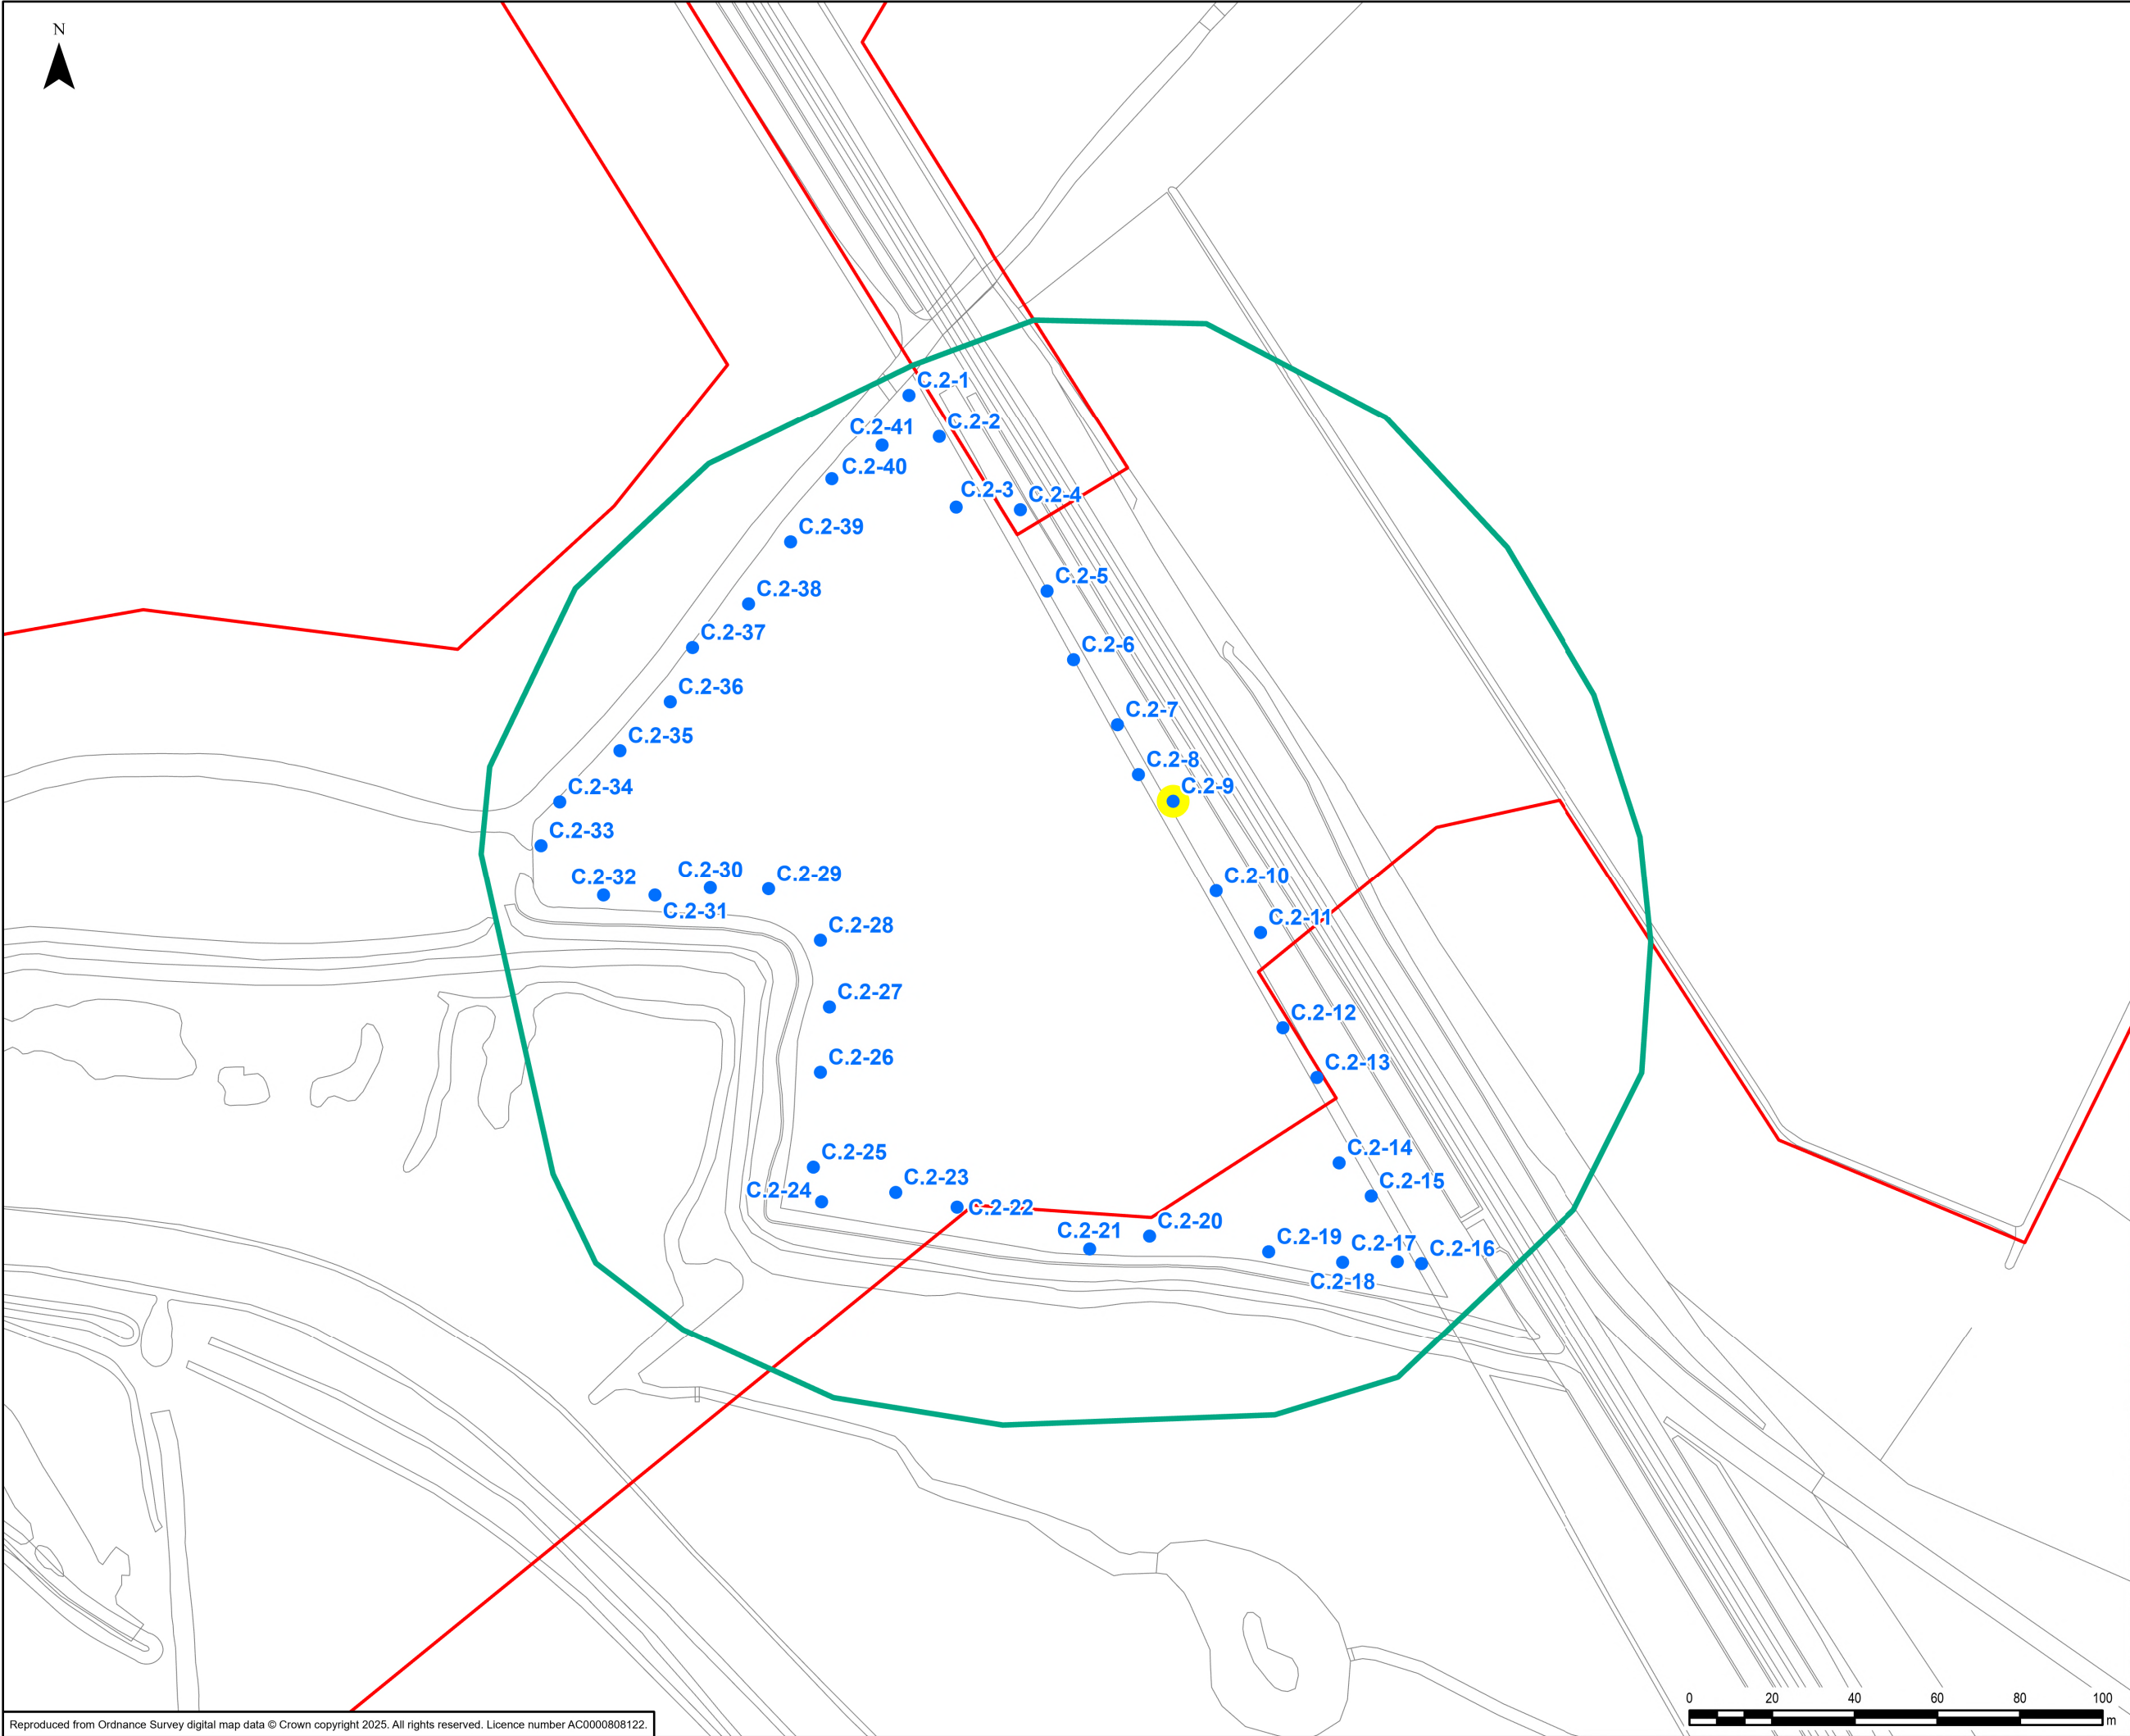 N
C.2-1
C.2-2
C.2-41
C.2-40
C.2-3
C.2-4
C.2-39
C.2-5
C.2-38
C.2-37
C.2-6
C.2-36
C.2-7
C.2-35
C.2-8
C.2-9
C.2-34
C.2-33
C.2-30
C.2-29
C.2-32
C.2-10
C.2-31
C.2-11
C.2-28
C.2-27
C.2-12
C.2-26
C.2-13
C.2-25
C.2-14
C.2-23
C.2-24
C.2-15
C.2-22
C.2-20
C.2-21
C.2-19
C.2-17
C.2-16
C.2-18
0 20 40 60 80 100
m
Reproduced from Ordnance Survey digital map data © Crown copyright 2025. All rights reserved. Licence number AC0000808122.